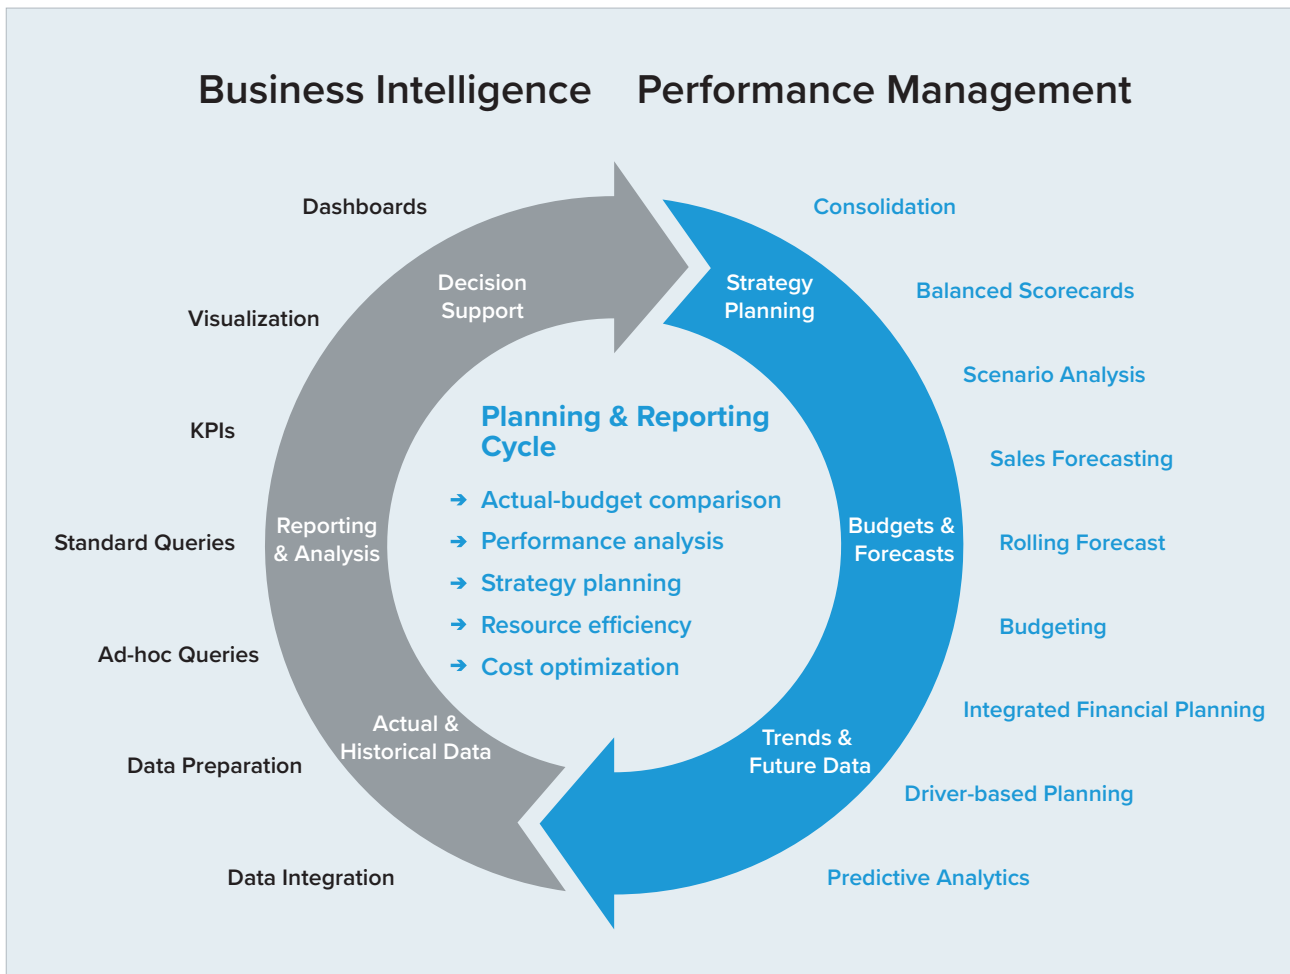 Business Intelligence
Performance Management
Dashboards
Visualization
KPIs
Standard Queries
Ad-hoc Queries
Data Preparation
Data Integration
Decision
Support
Reporting
& Analysis
Actual &
Historical Data
Planning & Reporting
Cycle
➔ Actual-budget comparison
➔ Performance analysis
➔ Strategy planning
➔ Resource efficiency
➔ Cost optimization
Strategy
Planning
Budgets &
Forecasts
Trends &
Future Data
Consolidation
Balanced Scorecards
Scenario Analysis
Sales Forecasting
Rolling Forecast
Budgeting
Integrated Financial Planning
Driver-based Planning
Predictive Analytics